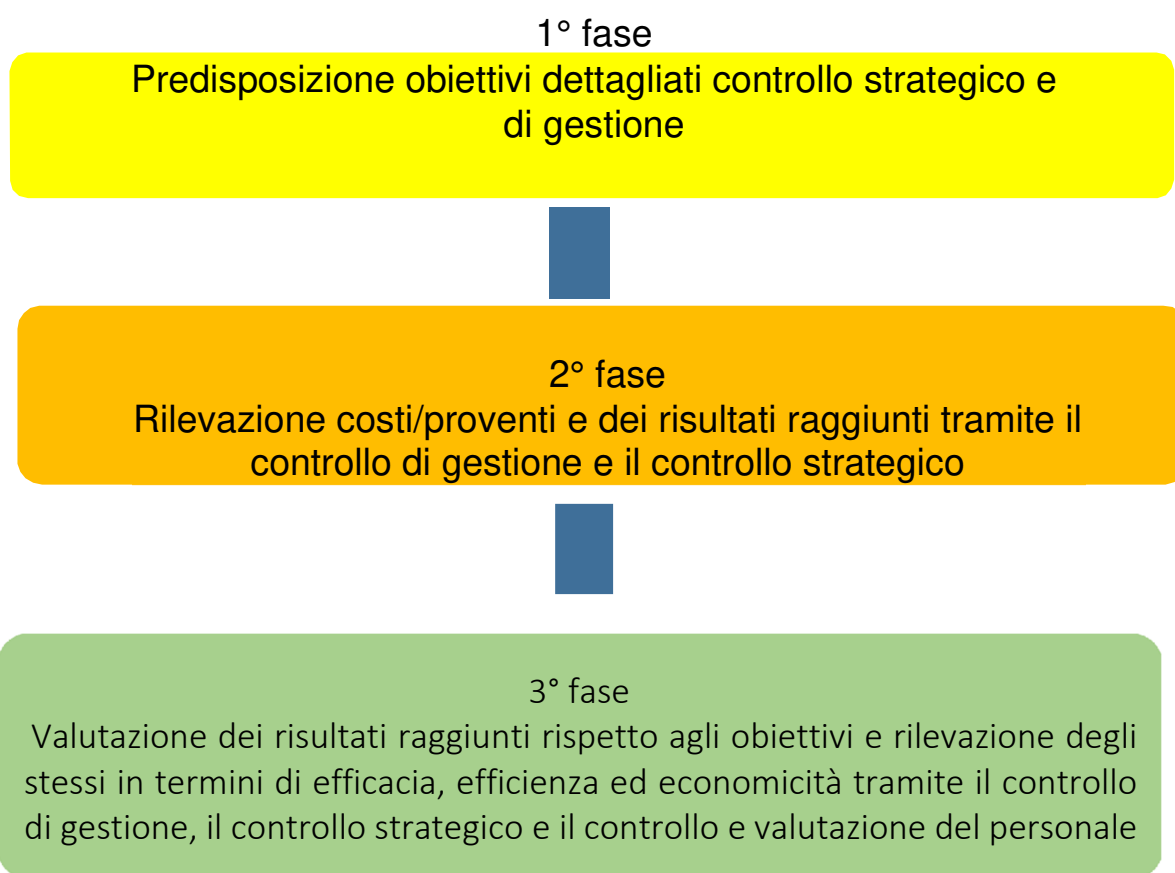 1° fase
Predisposizione obiettivi dettagliati controllo strategico e
di gestione
2° fase
Rilevazione costi/proventi e dei risultati raggiunti tramite il
controllo di gestione e il controllo strategico
3° fase
Valutazione dei risultati raggiunti rispetto agli obiettivi e rilevazione degli
stessi in termini di efficacia, efficienza ed economicità tramite il controllo
di gestione, il controllo strategico e il controllo e valutazione del personale